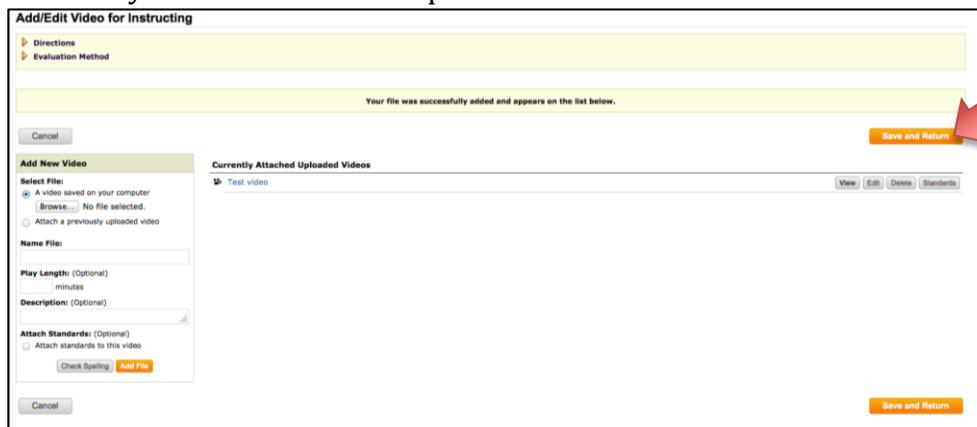 Add/Edit Video for Instructing
Directions
Evaluation Method
Your file was successfully added and appears on the list below.
Cancel
Save and Return
Add New Video
Select File:
A video saved on your computer
Browse... No file selected.
Attach a previously uploaded video
Name File:
Play Length: (Optional)
minutes
Description: (Optional)
Attach Standards: (Optional)
Attach standards to this video
Check Spelling Add File
Currently Attached Uploaded Videos
Test video
View Edit Delete Standards
Cancel
Save and Return